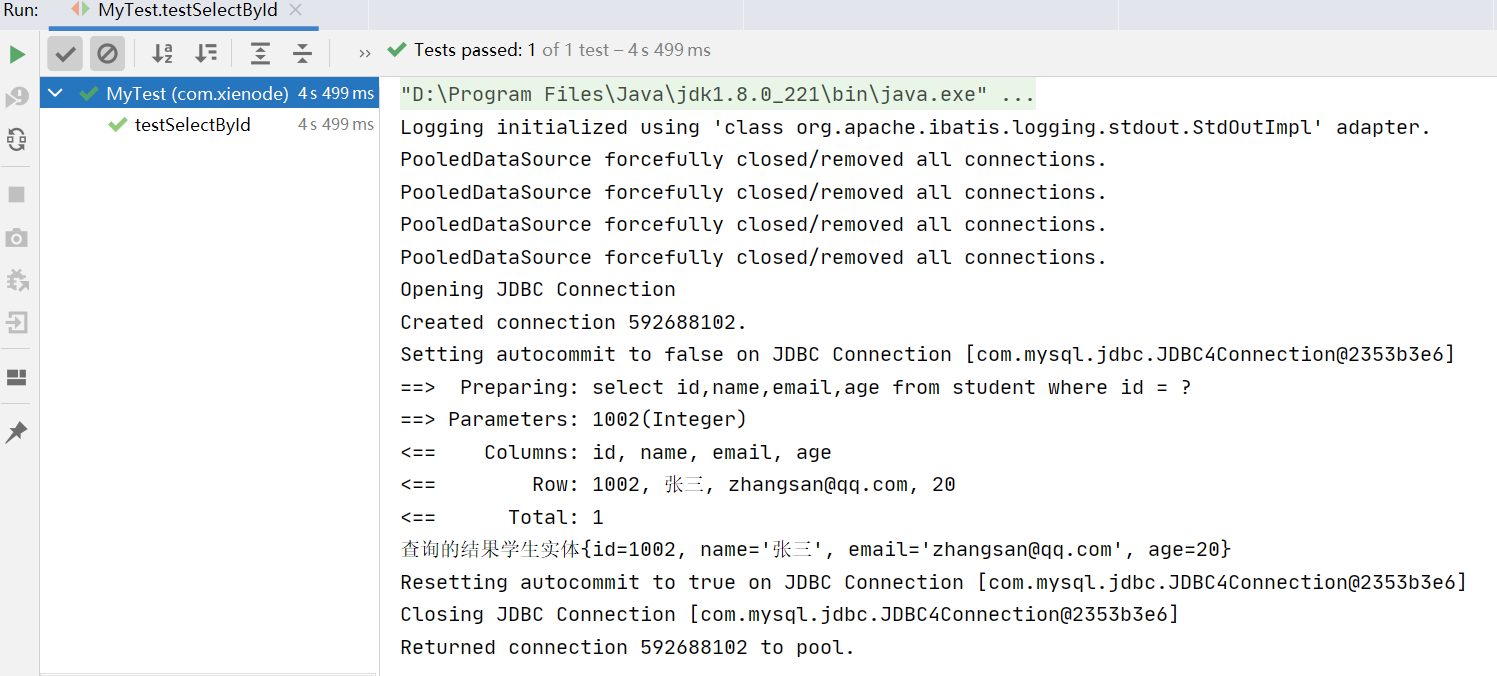 Run: MyTest.testSelectById
Tests passed: 1 of 1 test – 4 s 499 ms
MyTest (com.xienode) 4 s 499 ms
testSelectById 4 s 499 ms
"D:\Program Files\Java\jdk1.8.0_221\bin\java.exe" ...
Logging initialized using 'class org.apache.ibatis.logging.stdout.StdOutImpl' adapter.
PooledDataSource forcefully closed/removed all connections.
PooledDataSource forcefully closed/removed all connections.
PooledDataSource forcefully closed/removed all connections.
PooledDataSource forcefully closed/removed all connections.
Opening JDBC Connection
Created connection 592688102.
Setting autocommit to false on JDBC Connection [com.mysql.jdbc.JDBC4Connection@2353b3e6]
==>  Preparing: select id,name,email,age from student where id = ?
==> Parameters: 1002(Integer)
<==    Columns: id, name, email, age
<==        Row: 1002, 张三, zhangsan@qq.com, 20
<==      Total: 1
查询的结果学生实体{id=1002, name='张三', email='zhangsan@qq.com', age=20}
Resetting autocommit to true on JDBC Connection [com.mysql.jdbc.JDBC4Connection@2353b3e6]
Closing JDBC Connection [com.mysql.jdbc.JDBC4Connection@2353b3e6]
Returned connection 592688102 to pool.